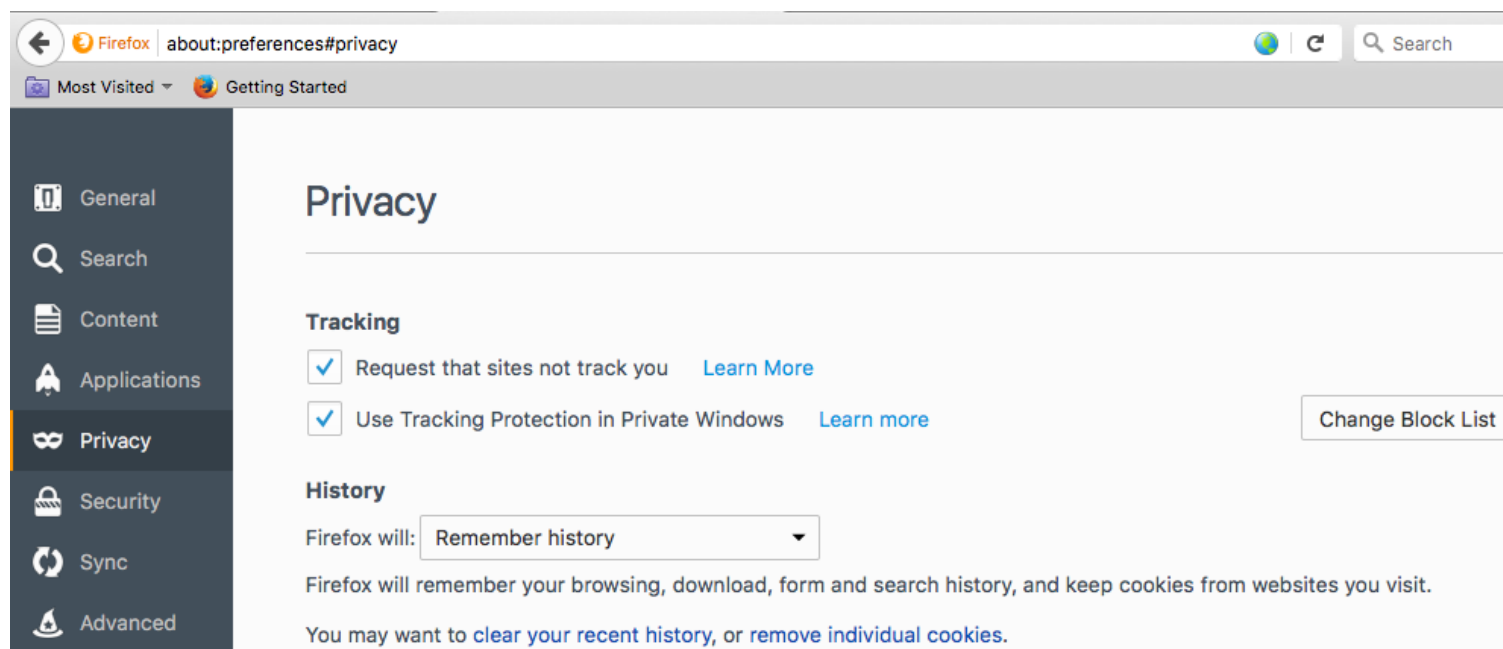 Firefox about:preferences#privacy Search
Most Visited Getting Started
General
Search
Content
Applications
Privacy
Security
Sync
Advanced
Privacy
Tracking
Request that sites not track you Learn More
Use Tracking Protection in Private Windows Learn more Change Block List
History
Firefox will: Remember history
Firefox will remember your browsing, download, form and search history, and keep cookies from websites you visit.
You may want to clear your recent history, or remove individual cookies.